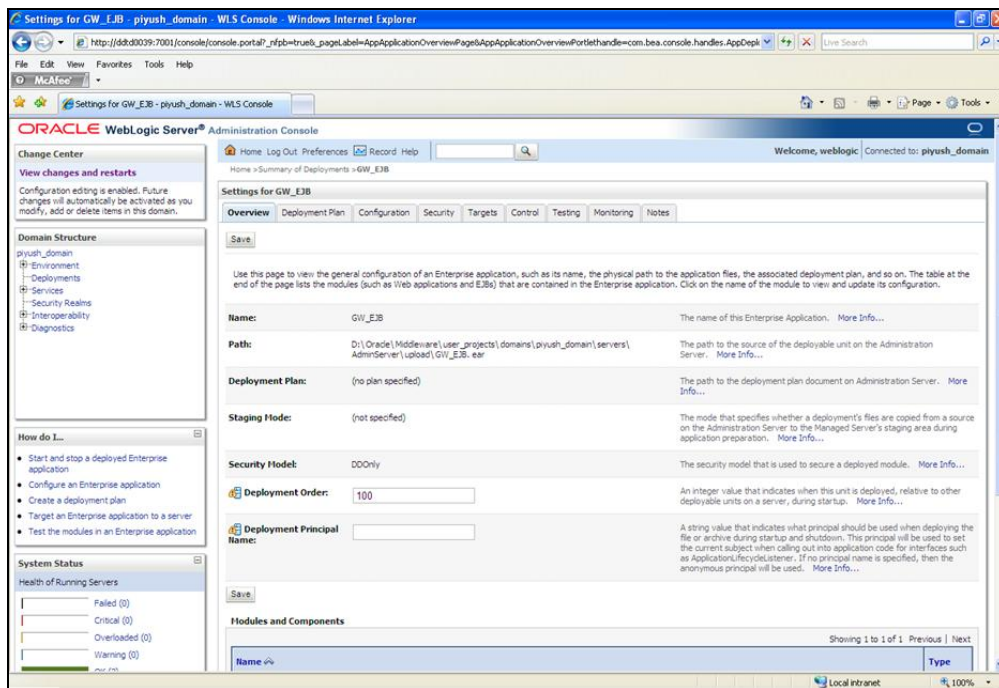 Settings for GW_EJB - piyush_domain - WLS Console - Windows Internet Explorer
http://ddtd0039:7001/console/console.portal?_nfpb=true&_pageLabel=AppApplicationOverviewPage&AppApplicationOverviewPortlethandle=com.bea.console.handles.AppDepl
Live Search
File Edit View Favorites Tools Help
McAfee
Settings for GW_EJB - piyush_domain - WLS Console
Page Tools
ORACLE WebLogic Server® Administration Console
Change Center
View changes and restarts
Configuration editing is enabled. Future
changes will automatically be activated as you
modify, add or delete items in this domain.
Domain Structure
piyush_domain
Environment
Deployments
Services
Security Realms
Interoperability
Diagnostics
How do I...
Start and stop a deployed Enterprise
application
Configure an Enterprise application
Create a deployment plan
Target an Enterprise application to a server
Test the modules in an Enterprise application
System Status
Health of Running Servers
Failed (0)
Critical (0)
Overloaded (0)
Warning (0)
Home Log Out Preferences Record Help
Welcome, weblogic Connected to: piyush_domain
Home >Summary of Deployments >GW_EJB
Settings for GW_EJB
Overview Deployment Plan Configuration Security Targets Control Testing Monitoring Notes
Save
Use this page to view the general configuration of an Enterprise application, such as its name, the physical path to the application files, the associated deployment plan, and so on. The table at the
end of the page lists the modules (such as Web applications and EJBs) that are contained in the Enterprise application. Click on the name of the module to view and update its configuration.
Name: GW_EJB The name of this Enterprise Application. More Info...
Path: D:\Oracle\Middleware\user_projects\domains\piyush_domain\servers\ The path to the source of the deployable unit on the Administration
AdminServer\upload\GW_EJB.ear Server. More Info...
Deployment Plan: (no plan specified) The path to the deployment plan document on Administration Server. More
Info...
Staging Mode: (not specified) The mode that specifies whether a deployment's files are copied from a source
on the Administration Server to the Managed Server's staging area during
application preparation. More Info...
Security Model: DDOnly The security model that is used to secure a deployed module. More Info...
Deployment Order: 100 An integer value that indicates when this unit is deployed, relative to other
deployable units on a server, during startup. More Info...
Deployment Principal A string value that indicates what principal should be used when deploying the
Name: file or archive during startup and shutdown. This principal will be used to set
the current subject when calling out into application code for interfaces such
as ApplicationLifecycleListener. If no principal name is specified, then the
anonymous principal will be used. More Info...
Save
Modules and Components
Showing 1 to 1 of 1 Previous | Next
Name Type
Local intranet 100%